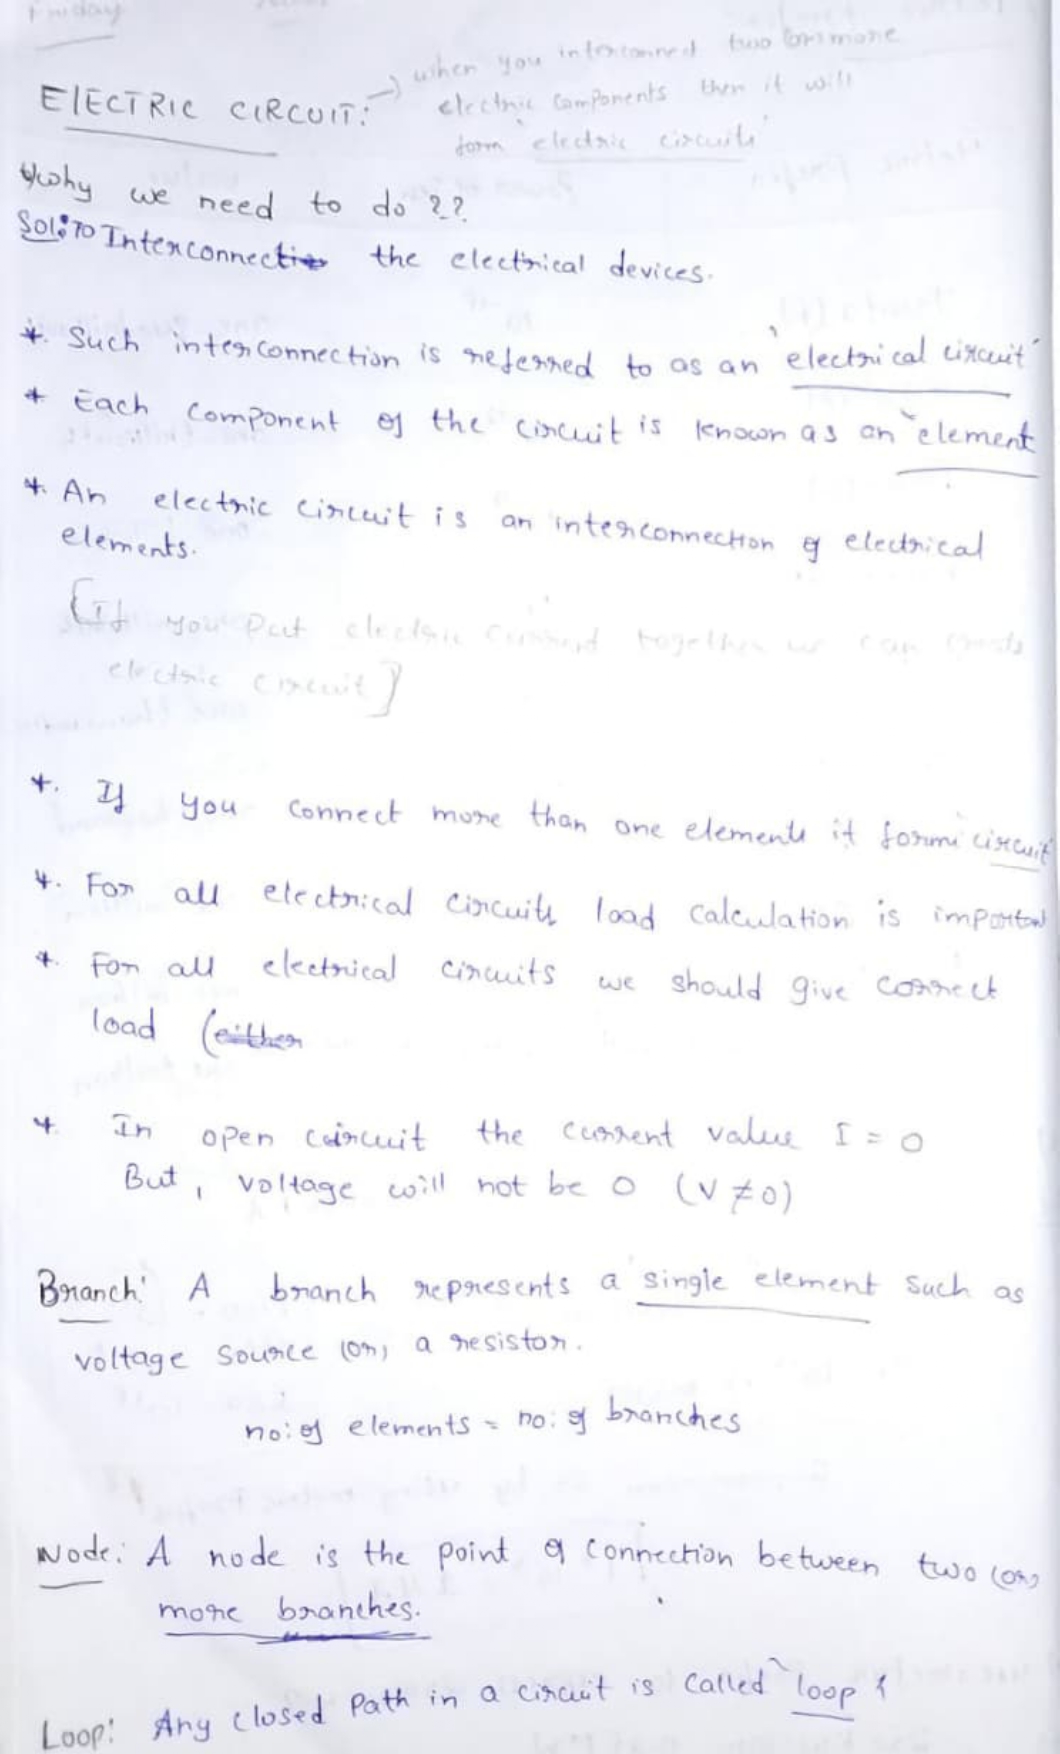 Friday
→ when you interconnect two (or) more
ELECTRIC CIRCUIT:
electric components then it will
form 'electric circuits'
Why we need to do ??
Sol: To Interconnect the electrical devices.
* Such interconnection is referred to as an 'electrical circuit'
* Each component of the circuit is known as an 'element
* An electric circuit is an interconnection of electrical
elements.
[If you put electric current together we can create
electric circuit]
* If you connect more than one elements it forms circuit
* For all electrical circuits load calculation is important
* For all electrical circuits we should give correct
load (either
* In open circuit the current value I = 0
But, voltage will not be 0 (V ≠ 0)
Branch: A branch represents a single element such as
voltage source (or) a resistor.
no: of elements = no: of branches
Node: A node is the point of connection between two (or)
more branches.
Loop: Any closed path in a circuit is called 'loop'